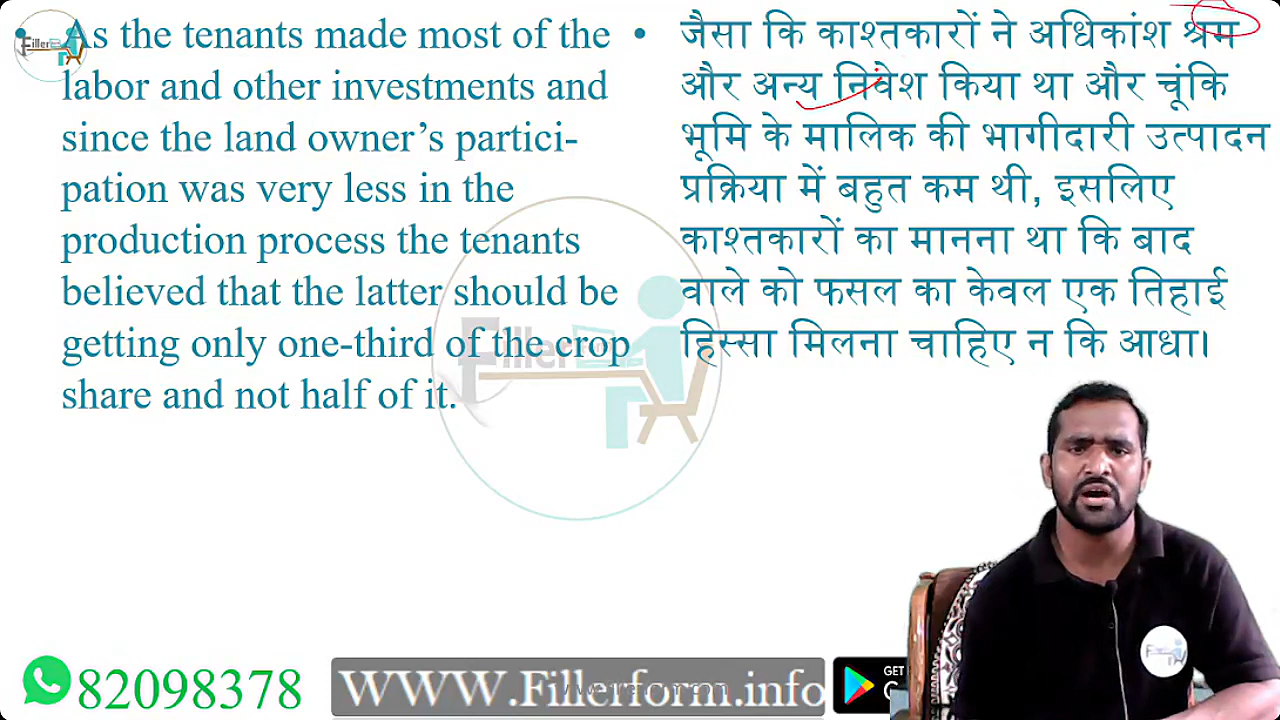 As the tenants made most of the
labor and other investments and
since the land owner’s partici-
pation was very less in the
production process the tenants
believed that the latter should be
getting only one-third of the crop
share and not half of it.
• जैसा कि काश्तकारों ने अधिकांश श्रम
और अन्य निवेश किया था और चूंकि
भूमि के मालिक की भागीदारी उत्पादन
प्रक्रिया में बहुत कम थी, इसलिए
काश्तकारों का मानना था कि बाद
वाले को फसल का केवल एक तिहाई
हिस्सा मिलना चाहिए न कि आधा।
Filler
Fillerform
82098378
WWW.Fillerform.info
GET